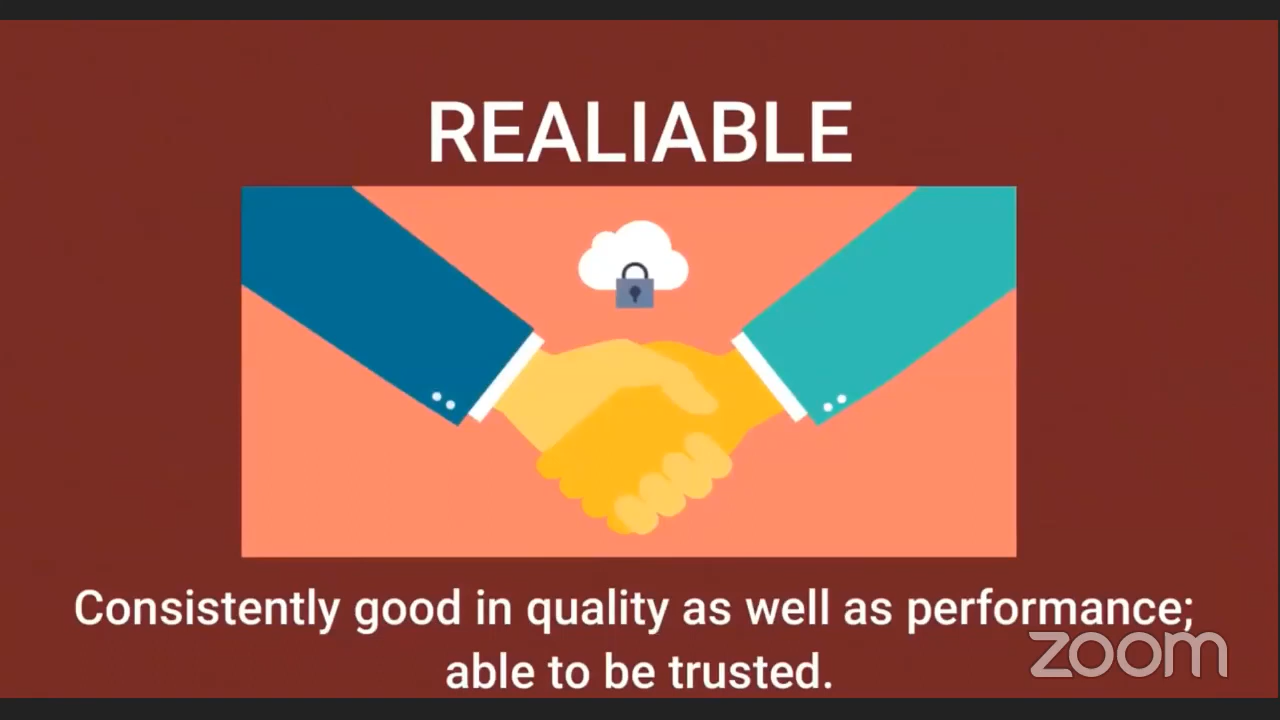 REALIABLE
Consistently good in quality as well as performance;
able to be trusted.
zoom